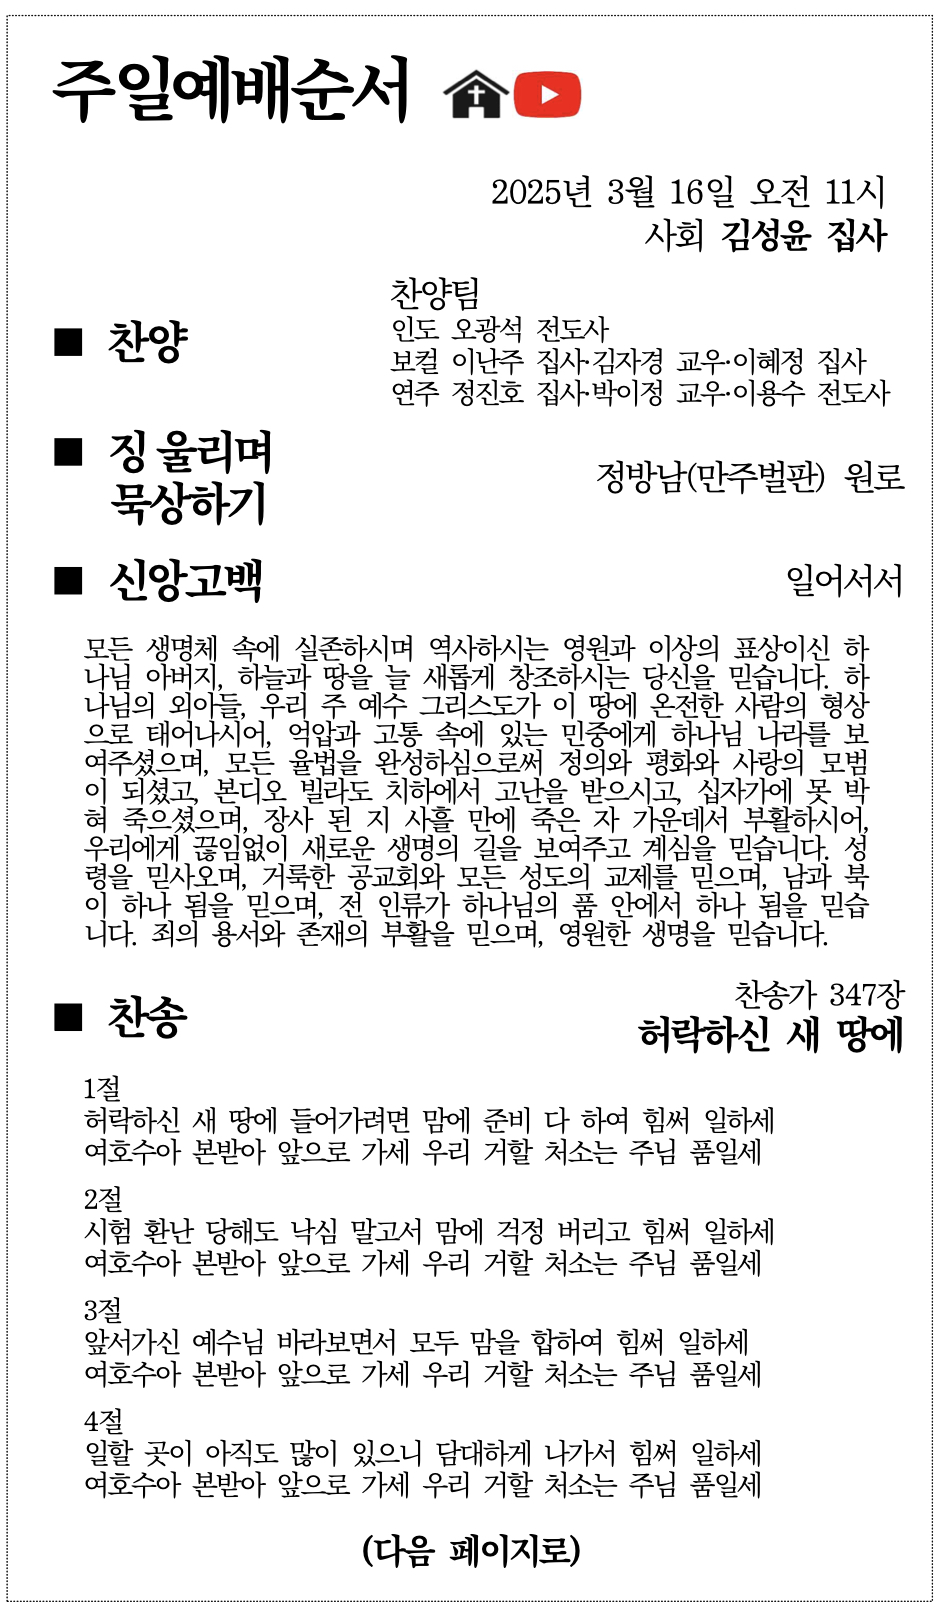 주일예배순서
2025년 3월 16일 오전 11시
사회 김성윤 집사
■ 찬양
찬양팀
인도 오광석 전도사
보컬 이난주 집사·김자경 교우·이혜정 집사
연주 정진호 집사·박이정 교우·이용수 전도사
■ 징 울리며
묵상하기
정방남(만주벌판) 원로
■ 신앙고백
일어서서
모든 생명체 속에 실존하시며 역사하시는 영원과 이상의 표상이신 하
나님 아버지, 하늘과 땅을 늘 새롭게 창조하시는 당신을 믿습니다. 하
나님의 외아들, 우리 주 예수 그리스도가 이 땅에 온전한 사람의 형상
으로 태어나시어, 억압과 고통 속에 있는 민중에게 하나님 나라를 보
여주셨으며, 모든 율법을 완성하심으로써 정의와 평화와 사랑의 모범
이 되셨고, 본디오 빌라도 치하에서 고난을 받으시고, 십자가에 못 박
혀 죽으셨으며, 장사 된 지 사흘 만에 죽은 자 가운데서 부활하시어,
우리에게 끊임없이 새로운 생명의 길을 보여주고 계심을 믿습니다. 성
령을 믿사오며, 거룩한 공교회와 모든 성도의 교제를 믿으며, 남과 북
이 하나 됨을 믿으며, 전 인류가 하나님의 품 안에서 하나 됨을 믿습
니다. 죄의 용서와 존재의 부활을 믿으며, 영원한 생명을 믿습니다.
■ 찬송
찬송가 347장
허락하신 새 땅에
1절
허락하신 새 땅에 들어가려면 맘에 준비 다 하여 힘써 일하세
여호수아 본받아 앞으로 가세 우리 거할 처소는 주님 품일세
2절
시험 환난 당해도 낙심 말고서 맘에 걱정 버리고 힘써 일하세
여호수아 본받아 앞으로 가세 우리 거할 처소는 주님 품일세
3절
앞서가신 예수님 바라보면서 모두 맘을 합하여 힘써 일하세
여호수아 본받아 앞으로 가세 우리 거할 처소는 주님 품일세
4절
일할 곳이 아직도 많이 있으니 담대하게 나가서 힘써 일하세
여호수아 본받아 앞으로 가세 우리 거할 처소는 주님 품일세
(다음 페이지로)